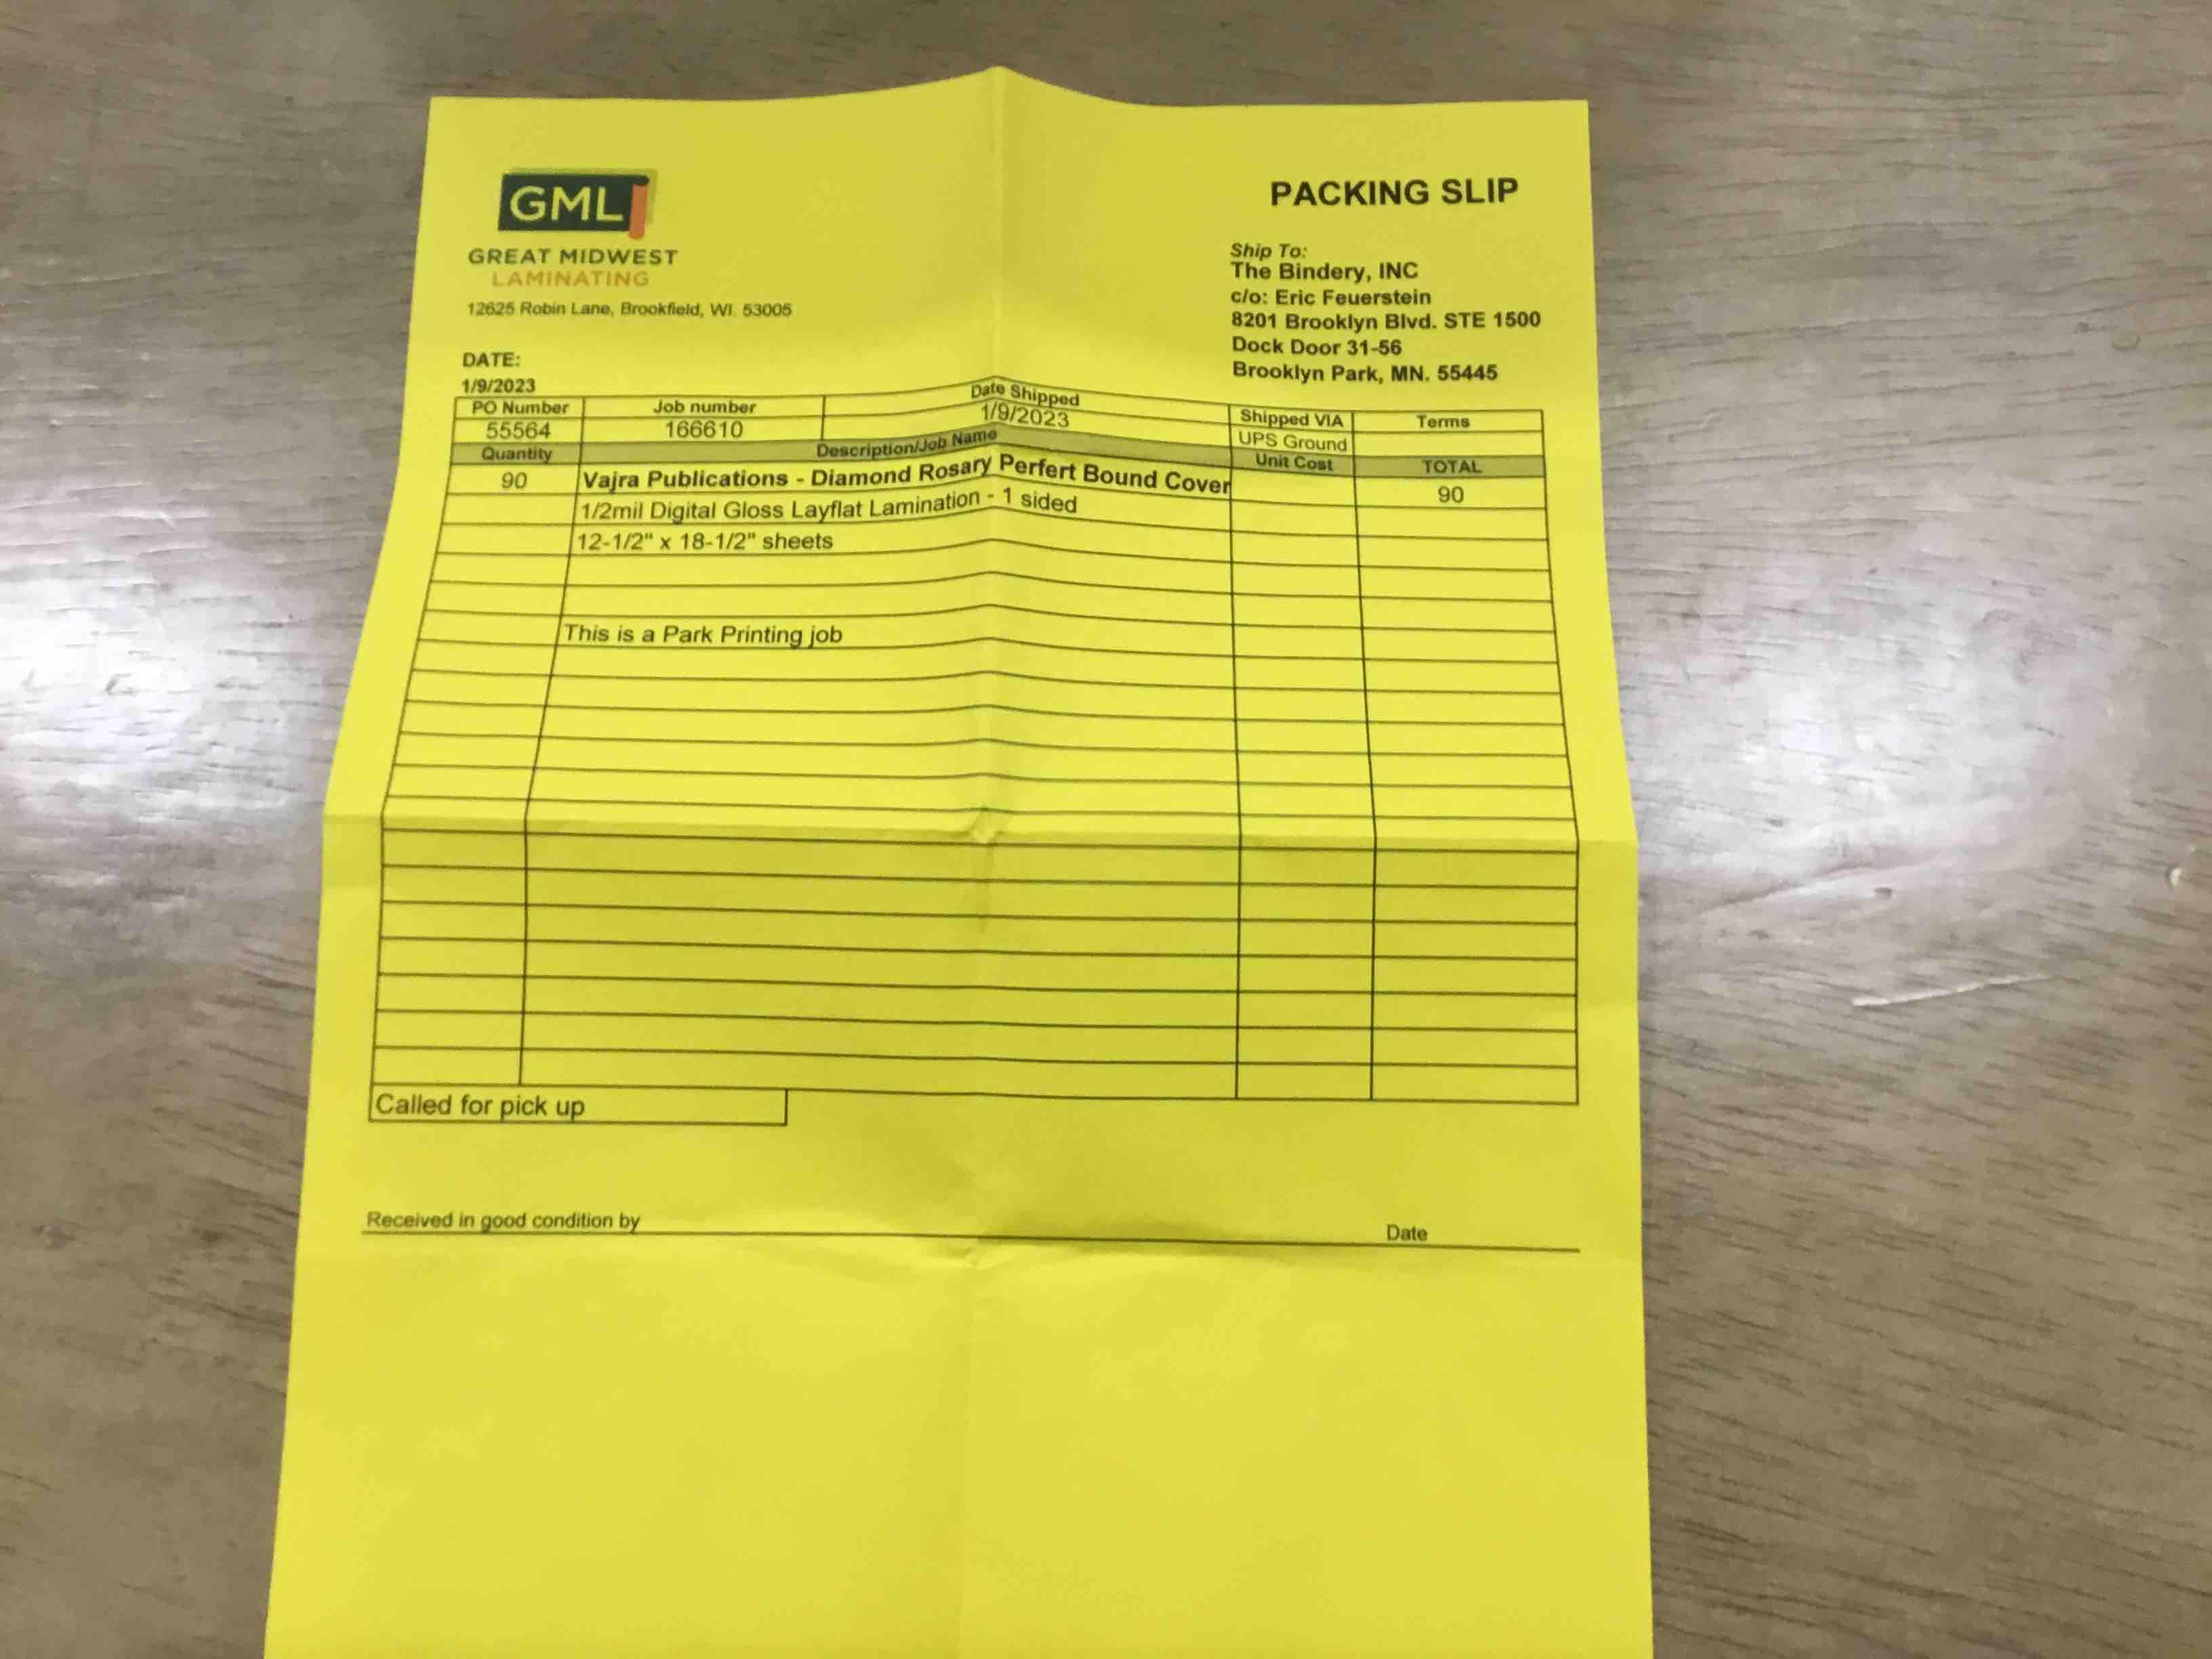 GML
GREAT MIDWEST
LAMINATING
12625 Robin Lane, Brookfield, WI. 53005
PACKING SLIP
Ship To:
The Bindery, INC
c/o: Eric Feuerstein
8201 Brooklyn Blvd. STE 1500
Dock Door 31-56
Brooklyn Park, MN. 55445
DATE:
1/9/2023
PO Number Job number Date Shipped Shipped VIA Terms
55564 166610 1/9/2023 UPS Ground
Quantity Description/Job Name Unit Cost TOTAL
90 Vajra Publications - Diamond Rosary Perfert Bound Cover 90
1/2mil Digital Gloss Layflat Lamination - 1 sided
12-1/2" x 18-1/2" sheets
This is a Park Printing job
Called for pick up
Received in good condition by Date